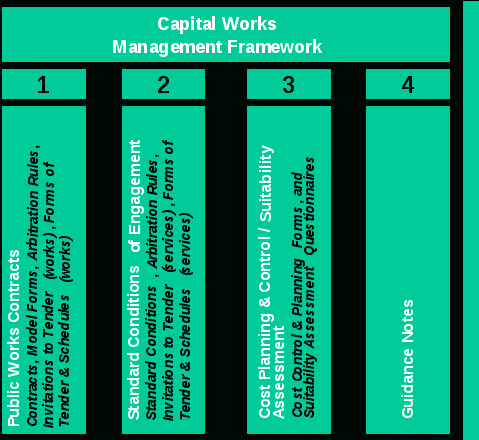 Capital Works
Management Framework
1
2
3
4
Public Works Contracts
Contracts, Model Forms, Arbitration Rules,
Invitations to Tender (works), Forms of
Tender & Schedules (works)
Standard Conditions of Engagement
Standard Conditions, Arbitration Rules,
Invitations to Tender (services), Forms of
Tender & Schedules (services)
Cost Planning & Control / Suitability
Assessment
Cost Control & Planning Forms, and
Suitability Assessment Questionnaires
Guidance Notes